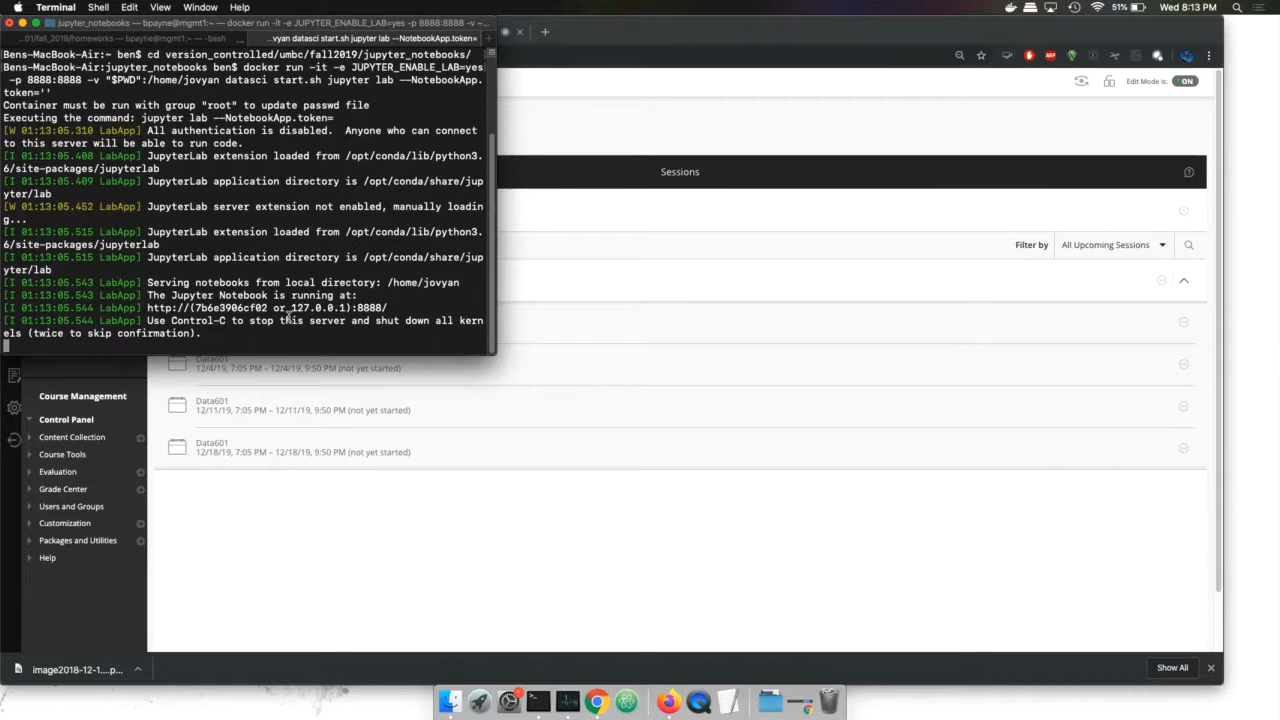 Terminal Shell Edit View Window Help
51% Wed 8:13 PM
jupyter_notebooks — bpayne@mgmt1:~ — docker run -it -e JUPYTER_ENABLE_LAB=yes -p 8888:8888 -v ~...
...01/fall_2019/homeworks — bpayne@mgmt1:~ — -bash ... ...vyan datasci start.sh jupyter lab --NotebookApp.token=
Bens-MacBook-Air:~ ben$ cd version_controlled/umbc/fall2019/jupyter_notebooks/
Bens-MacBook-Air:jupyter_notebooks ben$ docker run -it -e JUPYTER_ENABLE_LAB=yes
-p 8888:8888 -v "$PWD":/home/jovyan datasci start.sh jupyter lab --NotebookApp.
token=''
Container must be run with group "root" to update passwd file
Executing the command: jupyter lab --NotebookApp.token=
[W 01:13:05.310 LabApp] All authentication is disabled.  Anyone who can connect
to this server will be able to run code.
[I 01:13:05.408 LabApp] JupyterLab extension loaded from /opt/conda/lib/python3.
6/site-packages/jupyterlab
[I 01:13:05.409 LabApp] JupyterLab application directory is /opt/conda/share/jup
yter/lab
[W 01:13:05.452 LabApp] JupyterLab server extension not enabled, manually loadin
g...
[I 01:13:05.515 LabApp] JupyterLab extension loaded from /opt/conda/lib/python3.
6/site-packages/jupyterlab
[I 01:13:05.515 LabApp] JupyterLab application directory is /opt/conda/share/jup
yter/lab
[I 01:13:05.543 LabApp] Serving notebooks from local directory: /home/jovyan
[I 01:13:05.543 LabApp] The Jupyter Notebook is running at:
[I 01:13:05.544 LabApp] http://(7b6e3906cf02 or 127.0.0.1):8888/
[I 01:13:05.544 LabApp] Use Control-C to stop this server and shut down all kern
els (twice to skip confirmation).
ABP
Edit Mode is: ON
Sessions
Filter by All Upcoming Sessions
Data601
12/4/19, 7:05 PM – 12/4/19, 9:50 PM (not yet started)
Data601
12/11/19, 7:05 PM – 12/11/19, 9:50 PM (not yet started)
Data601
12/18/19, 7:05 PM – 12/18/19, 9:50 PM (not yet started)
Course Management
Control Panel
Content Collection
Course Tools
Evaluation
Grade Center
Users and Groups
Customization
Packages and Utilities
Help
image2018-12-1....p...
Show All